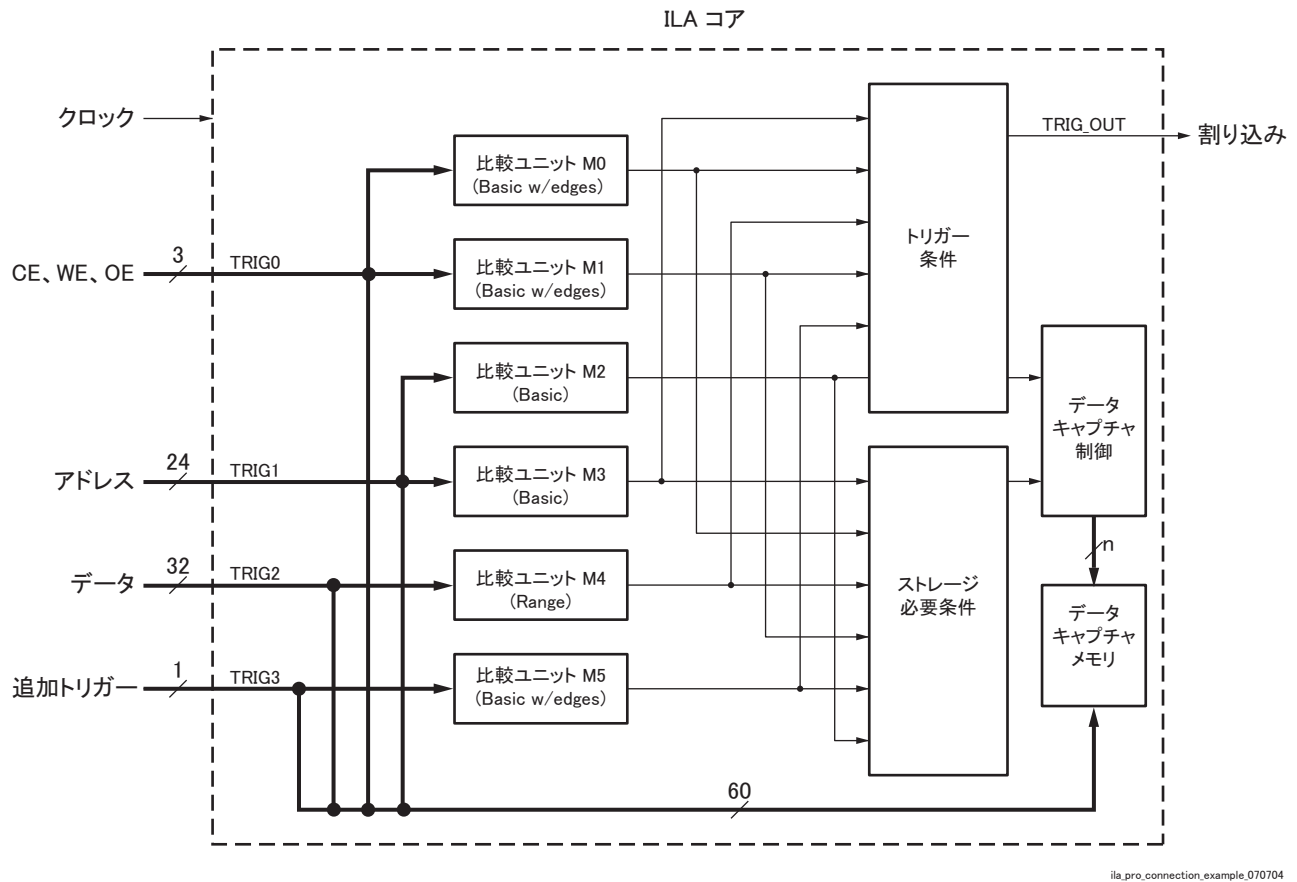 ILA コア
クロック
TRIG_OUT
割り込み
比較ユニット M0
(Basic w/edges)
トリガー
条件
CE、WE、OE
3
TRIG0
比較ユニット M1
(Basic w/edges)
比較ユニット M2
(Basic)
データ
キャプチャ
制御
アドレス
24
TRIG1
比較ユニット M3
(Basic)
n
データ
32
TRIG2
比較ユニット M4
(Range)
ストレージ
必要条件
データ
キャプチャ
メモリ
追加トリガー
1
TRIG3
比較ユニット M5
(Basic w/edges)
60
ila_pro_connection_example_070704